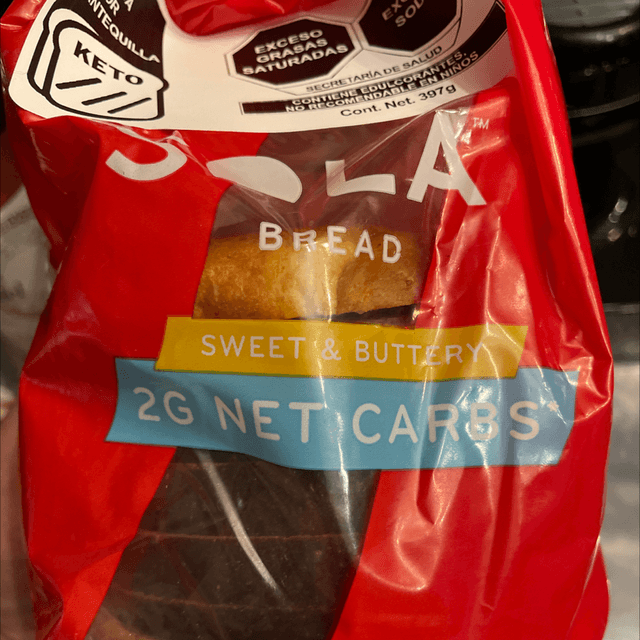 KETO
EXCESO
GRASAS
SATURADAS
SECRETARÍA DE SALUD
CONTIENE EDULCORANTES,
NO RECOMENDABLE EN NIÑOS
Cont. Net. 397g
SOLA™
BREAD
SWEET & BUTTERY
2G NET CARBS*